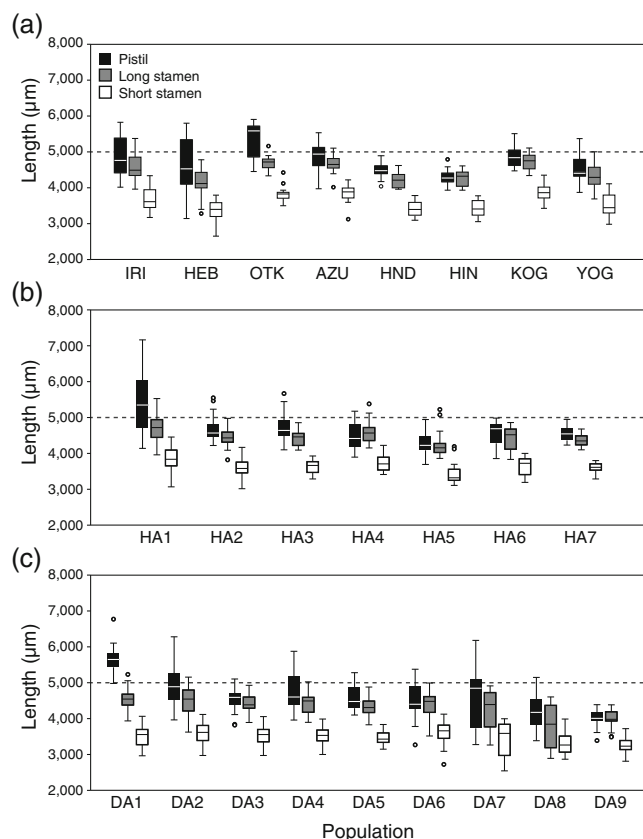 (a)
8,000
7,000
6,000
5,000
4,000
3,000
2,000
Length (µm)
Pistil
Long stamen
Short stamen
IRI HEB OTK AZU HND HIN KOG YOG
(b)
8,000
7,000
6,000
5,000
4,000
3,000
2,000
Length (µm)
HA1 HA2 HA3 HA4 HA5 HA6 HA7
(c)
8,000
7,000
6,000
5,000
4,000
3,000
2,000
Length (µm)
DA1 DA2 DA3 DA4 DA5 DA6 DA7 DA8 DA9
Population